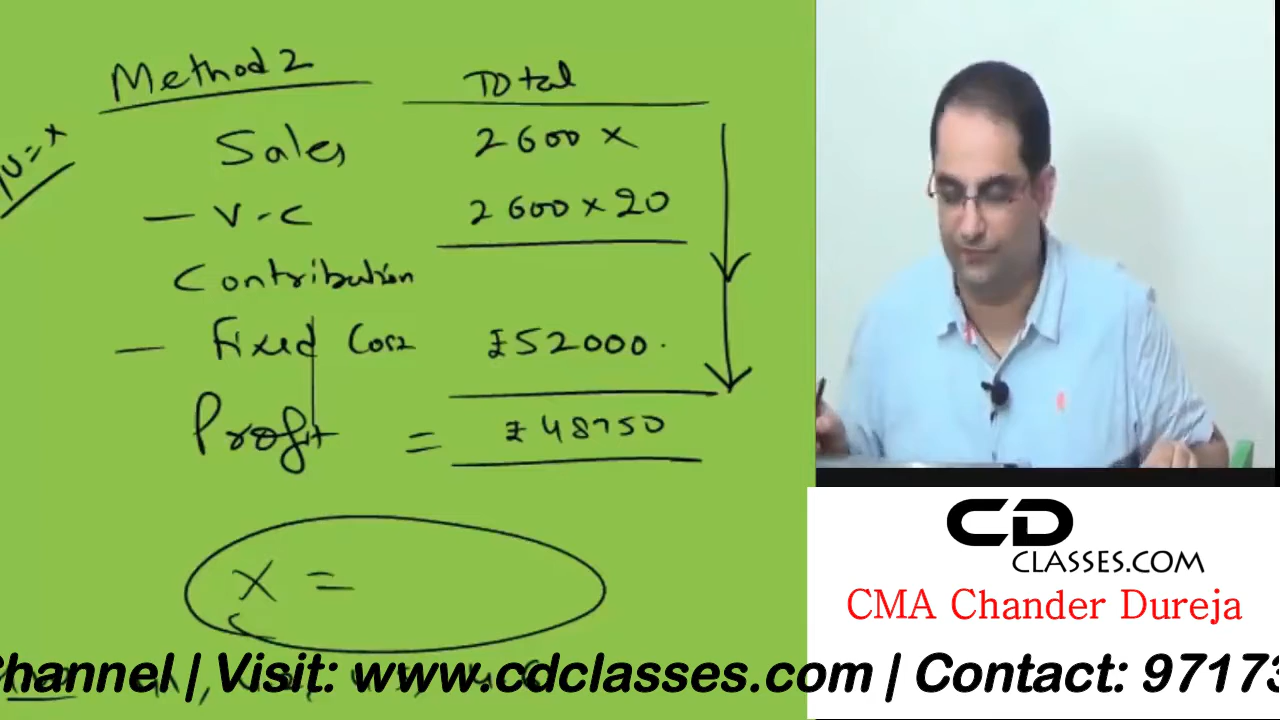 Method 2 Total
Sales 2600 x
— V.C 2600 x 20
Contribution
— Fixed Cost ₹52000.
Profit = ₹48750
x =
CD
CLASSES.COM
CMA Chander Dureja
Channel | Visit: www.cdclasses.com | Contact: 97173